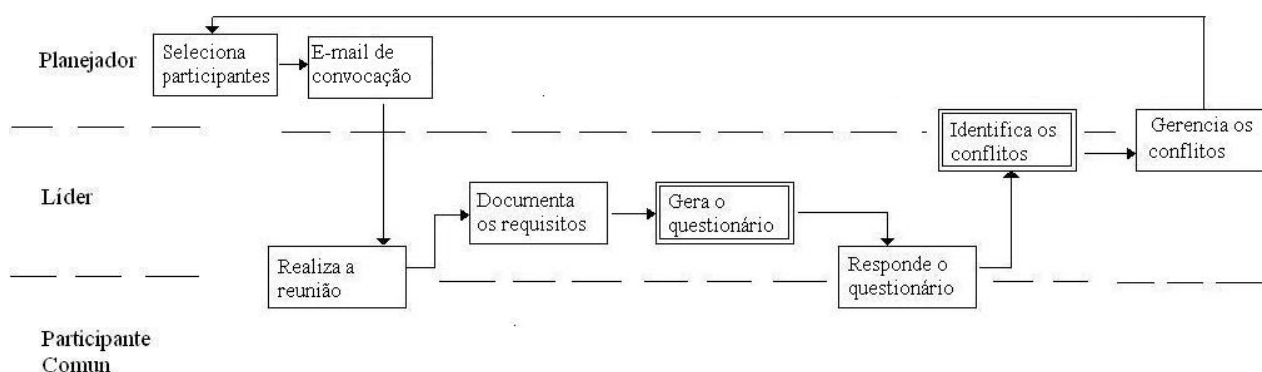 Planejador
Seleciona
participantes
E-mail de
convocação
Identifica os
conflitos
Gerencia os
conflitos
Líder
Documenta
os requisitos
Gera o
questionário
Realiza a
reunião
Responde o
questionário
Participante
Comun